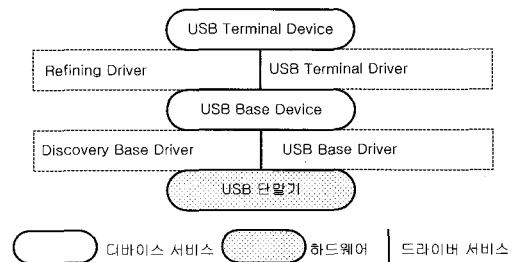 USB Terminal Device
Refining Driver
USB Terminal Driver
USB Base Device
Discovery Base Driver
USB Base Driver
USB 단말기
디바이스 서비스
하드웨어
드라이버 서비스